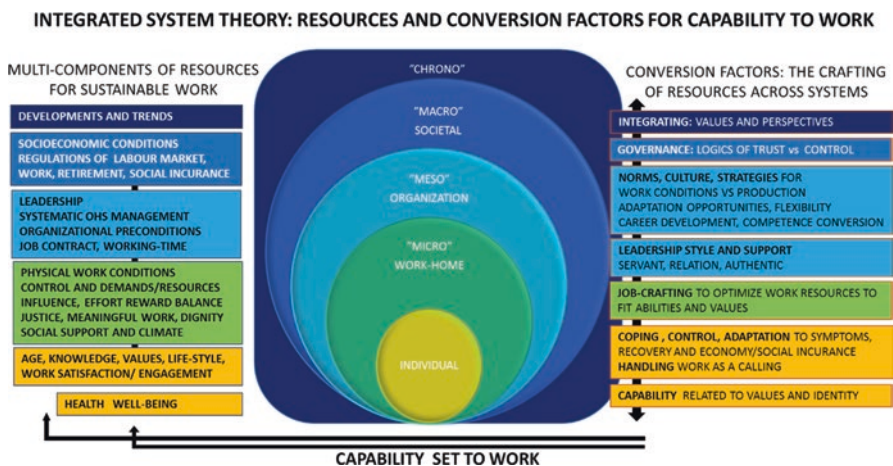 INTEGRATED SYSTEM THEORY: RESOURCES AND CONVERSION FACTORS FOR CAPABILITY TO WORK
MULTI-COMPONENTS OF RESOURCES
FOR SUSTAINABLE WORK
DEVELOPMENTS AND TRENDS
SOCIOECONOMIC CONDITIONS
REGULATIONS OF LABOUR MARKET,
WORK, RETIREMENT, SOCIAL INCURANCE
LEADERSHIP
SYSTEMATIC OHS MANAGEMENT
ORGANIZATIONAL PRECONDITIONS
JOB CONTRACT, WORKING-TIME
PHYSICAL WORK CONDITIONS
CONTROL AND DEMANDS/RESOURCES
INFLUENCE, EFFORT REWARD BALANCE
JUSTICE, MEANINGFUL WORK, DIGNITY
SOCIAL SUPPORT AND CLIMATE
AGE, KNOWLEDGE, VALUES, LIFE-STYLE,
WORK SATISFACTION/ ENGAGEMENT
HEALTH WELL-BEING
"CHRONO"
"MACRO"
SOCIETAL
"MESO"
ORGANIZATION
"MICRO"
WORK-HOME
INDIVIDUAL
CONVERSION FACTORS: THE CRAFTING
OF RESOURCES ACROSS SYSTEMS
INTEGRATING: VALUES AND PERSPECTIVES
GOVERNANCE: LOGICS OF TRUST vs CONTROL
NORMS, CULTURE, STRATEGIES FOR
WORK CONDITIONS VS PRODUCTION
ADAPTATION OPPORTUNITIES, FLEXIBILITY
CAREER DEVELOPMENT, COMPETENCE CONVERSION
LEADERSHIP STYLE AND SUPPORT
SERVANT, RELATION, AUTHENTIC
JOB-CRAFTING TO OPTIMIZE WORK RESOURCES TO
FIT ABILITIES AND VALUES
COPING , CONTROL, ADAPTATION TO SYMPTOMS,
RECOVERY AND ECONOMY/SOCIAL INCURANCE
HANDLING WORK AS A CALLING
CAPABILITY RELATED TO VALUES AND IDENTITY
CAPABILITY SET TO WORK